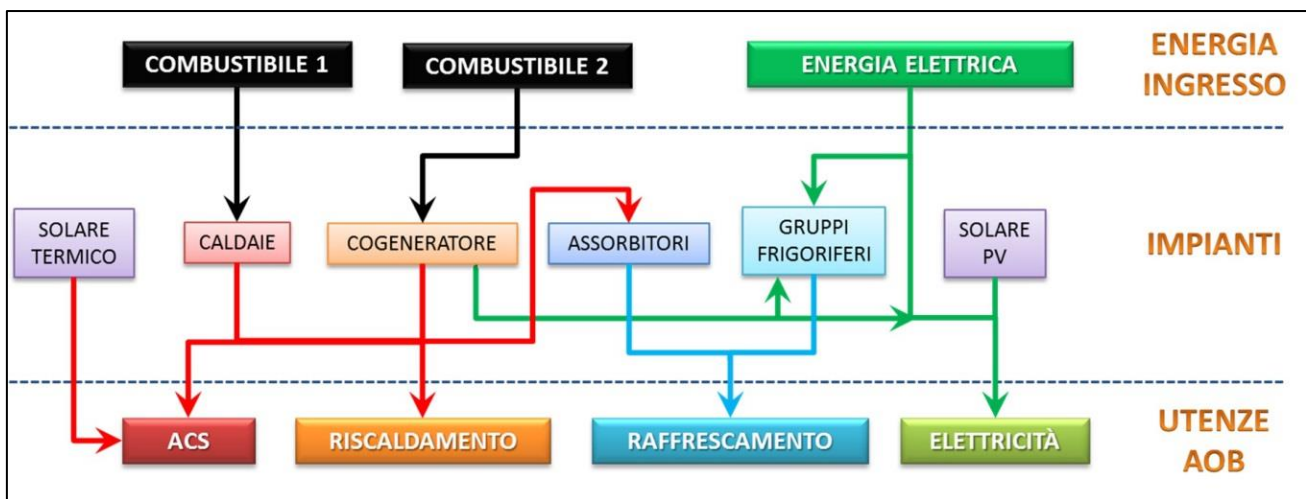 COMBUSTIBILE 1
COMBUSTIBILE 2
ENERGIA ELETTRICA
ENERGIA
INGRESSO
SOLARE
TERMICO
CALDAIE
COGENERATORE
ASSORBITORI
GRUPPI
FRIGORIFERI
SOLARE
PV
IMPIANTI
ACS
RISCALDAMENTO
RAFFRESCAMENTO
ELETTRICITÀ
UTENZE
AOB